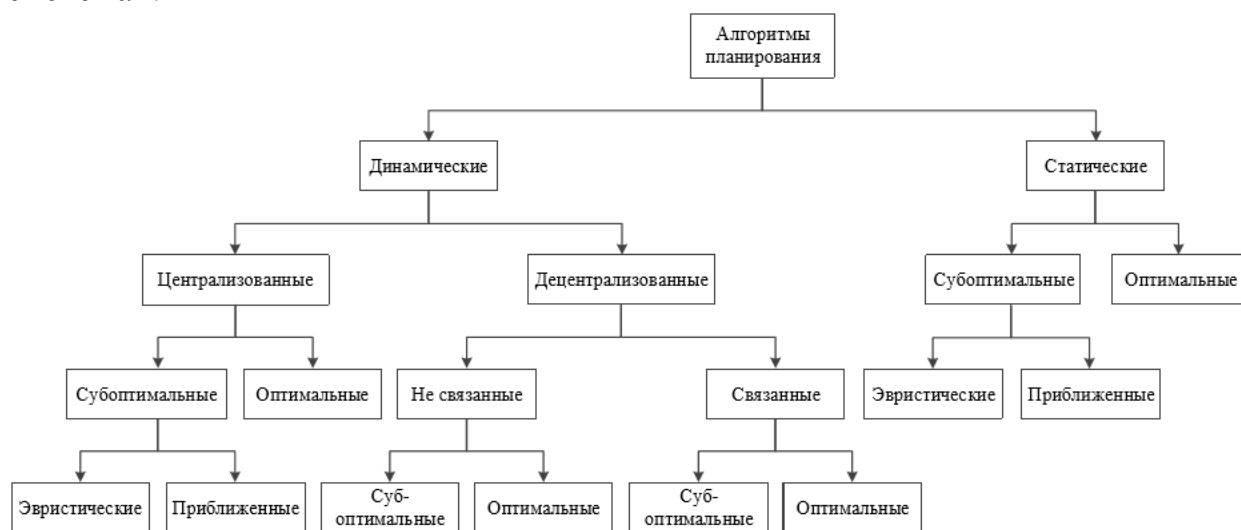 Алгоритмы
планирования
Динамические
Статические
Централизованные
Децентрализованные
Субоптимальные
Оптимальные
Субоптимальные
Оптимальные
Не связанные
Связанные
Эвристические
Приближенные
Эвристические
Приближенные
Суб-
оптимальные
Оптимальные
Суб-
оптимальные
Оптимальные